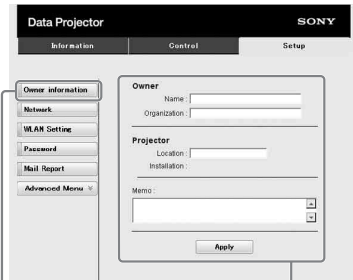 Data Projector
SONY
Information
Control
Setup
Owner information
Network
WLAN Setting
Password
Mail Report
Advanced Menu
Owner
Name :
Organization :
Projector
Location :
Installation :
Memo :
Apply